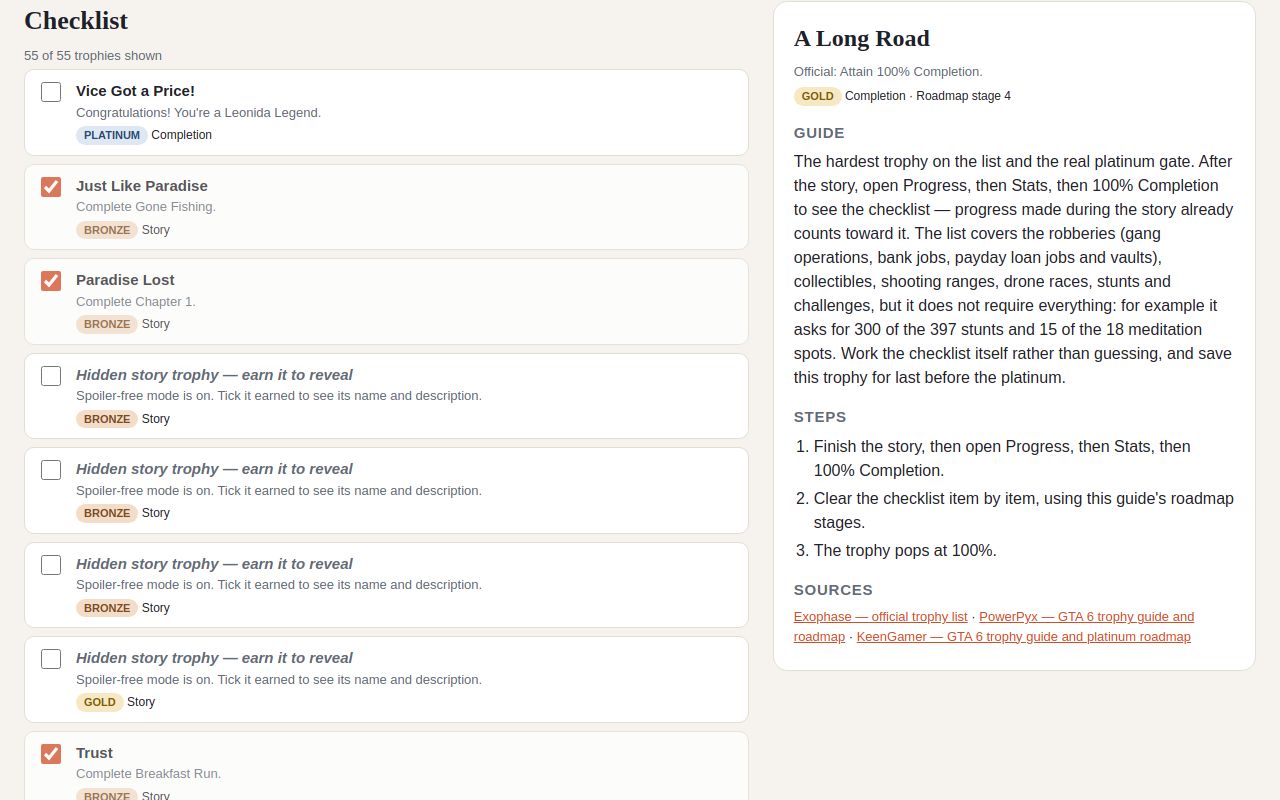 Checklist
55 of 55 trophies shown
Vice Got a Price!
Congratulations! You're a Leonida Legend.
PLATINUM Completion
Just Like Paradise
Complete Gone Fishing.
BRONZE Story
Paradise Lost
Complete Chapter 1.
BRONZE Story
Hidden story trophy — earn it to reveal
Spoiler-free mode is on. Tick it earned to see its name and description.
BRONZE Story
Hidden story trophy — earn it to reveal
Spoiler-free mode is on. Tick it earned to see its name and description.
BRONZE Story
Hidden story trophy — earn it to reveal
Spoiler-free mode is on. Tick it earned to see its name and description.
BRONZE Story
Hidden story trophy — earn it to reveal
Spoiler-free mode is on. Tick it earned to see its name and description.
GOLD Story
Trust
Complete Breakfast Run.
BRONZE Story
A Long Road
Official: Attain 100% Completion.
GOLD Completion · Roadmap stage 4
GUIDE
The hardest trophy on the list and the real platinum gate. After
the story, open Progress, then Stats, then 100% Completion
to see the checklist — progress made during the story already
counts toward it. The list covers the robberies (gang
operations, bank jobs, payday loan jobs and vaults),
collectibles, shooting ranges, drone races, stunts and
challenges, but it does not require everything: for example it
asks for 300 of the 397 stunts and 15 of the 18 meditation
spots. Work the checklist itself rather than guessing, and save
this trophy for last before the platinum.
STEPS
1. Finish the story, then open Progress, then Stats, then
100% Completion.
2. Clear the checklist item by item, using this guide's roadmap
stages.
3. The trophy pops at 100%.
SOURCES
Exophase — official trophy list · PowerPyx — GTA 6 trophy guide and
roadmap · KeenGamer — GTA 6 trophy guide and platinum roadmap